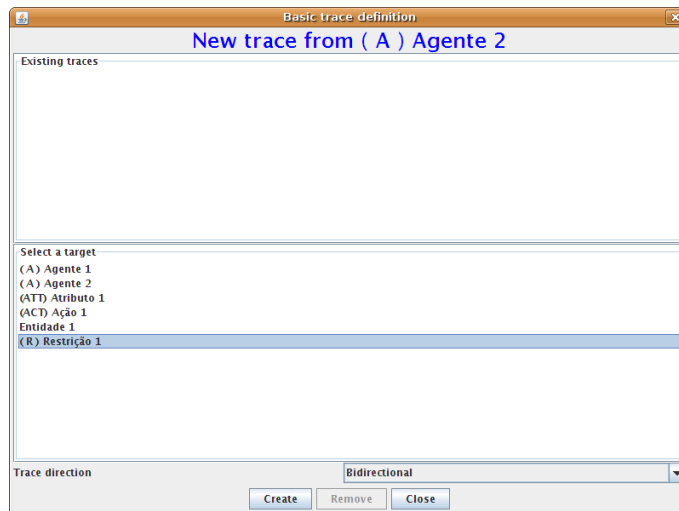 Basic trace definition
New trace from ( A ) Agente 2
Existing traces
Select a target
( A ) Agente 1
( A ) Agente 2
(ATT) Atributo 1
(ACT) Ação 1
Entidade 1
( R ) Restrição 1
Trace direction Bidirectional
Create Remove Close